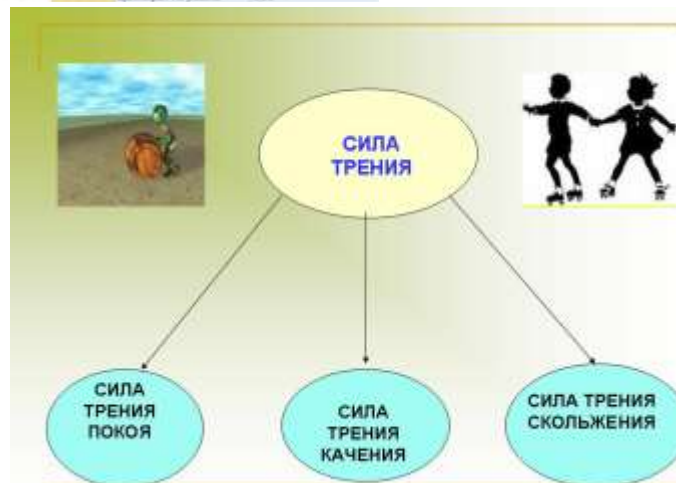 СИЛА
ТРЕНИЯ
СИЛА
ТРЕНИЯ
ПОКОЯ
СИЛА
ТРЕНИЯ
КАЧЕНИЯ
СИЛА ТРЕНИЯ
СКОЛЬЖЕНИЯ